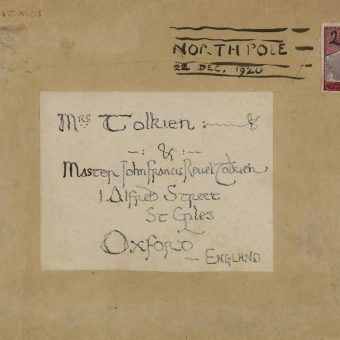 NORTH POLE
22 DEC. 1920
2
Mrs Tolkien
&
Master John Francis Reuel Tolkien
1 Alfred Street
St Giles
Oxford
ENGLAND